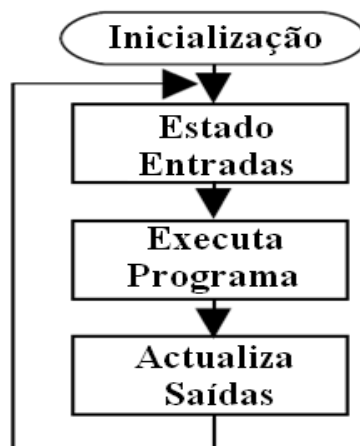 Inicialização
Estado
Entradas
Executa
Programa
Actualiza
Saídas